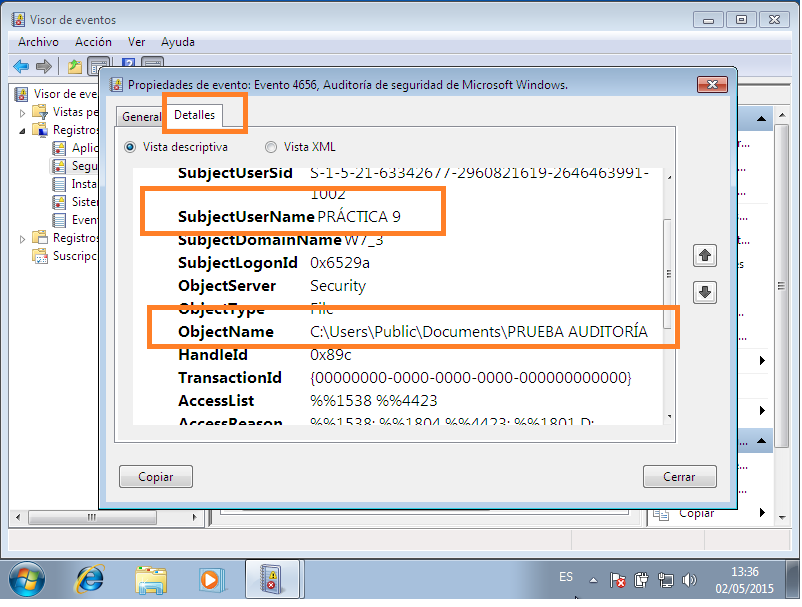 Visor de eventos
Archivo Acción Ver Ayuda
Propiedades de evento: Evento 4656, Auditoría de seguridad de Microsoft Windows.
Visor de eve
Vistas pe
Registros
Aplic
Segu
Insta
Sister
Event
Registros
Suscripc
General Detalles
Vista descriptiva Vista XML
SubjectUserSid S-1-5-21-63342677-2960821619-2646463991-
1002
SubjectUserName PRÁCTICA 9
SubjectDomainName W7_3
SubjectLogonId 0x6529a
ObjectServer Security
ObjectType File
ObjectName C:\Users\Public\Documents\PRUEBA AUDITORÍA
HandleId 0x89c
TransactionId {00000000-0000-0000-0000-000000000000}
AccessList %%1538 %%4423
AccessReason %%1538: %%1804 %%4423: %%1801 D:
Copiar Cerrar
Copiar
ES
13:36
02/05/2015